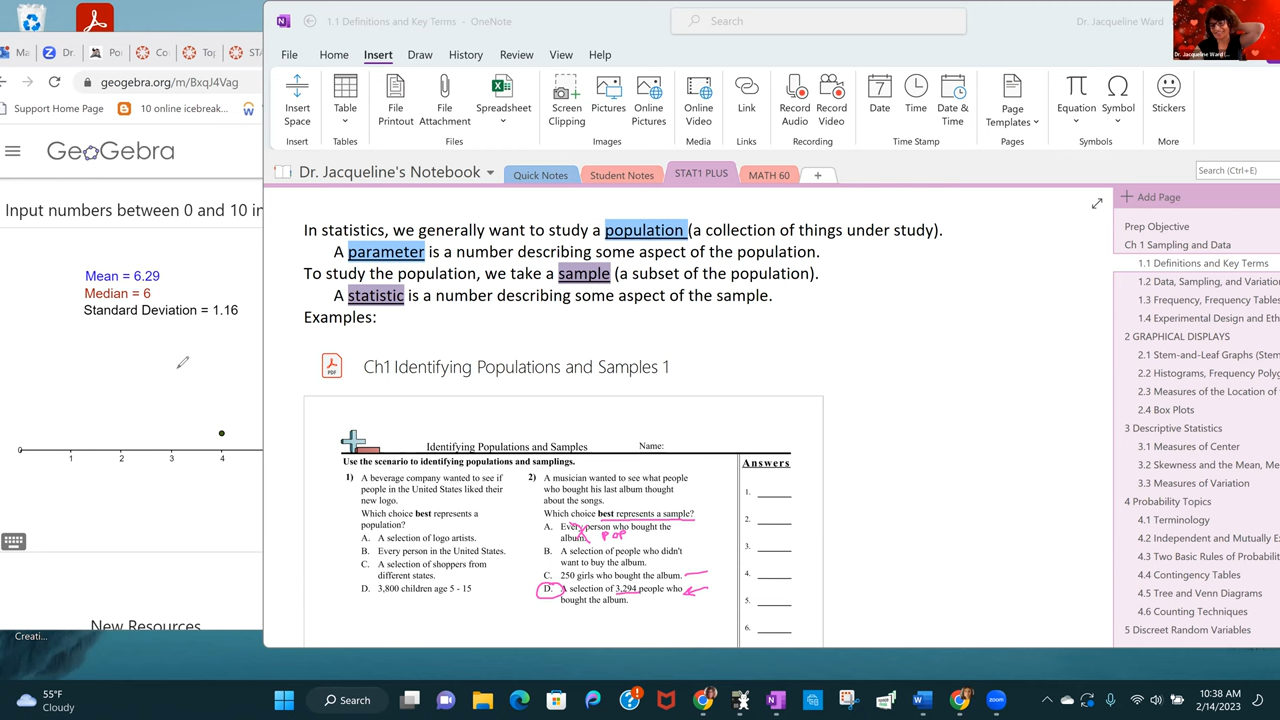 1.1 Definitions and Key Terms - OneNote
Search
Dr. Jacqueline Ward
Dr. Jacqueline Ward
File Home Insert Draw History Review View Help
Insert Space
Table
File Printout
File Attachment
Spreadsheet
Screen Clipping
Pictures
Online Pictures
Online Video
Link
Record Audio
Record Video
Date
Time
Date & Time
Page Templates
Equation
Symbol
Stickers
Insert Tables Files Images Media Links Recording Time Stamp Pages Symbols More
Dr. Jacqueline's Notebook
Quick Notes
Student Notes
STAT1 PLUS
MATH 60
+
Search (Ctrl+E)
Ma
Dr.
Po
Co
To
STA
geogebra.org/m/BxqJ4Vag
Support Home Page
10 online icebreak...
GeoGebra
Input numbers between 0 and 10 in
Mean = 6.29
Median = 6
Standard Deviation = 1.16
0 1 2 3 4
New Resources
Creati...
In statistics, we generally want to study a population (a collection of things under study).
A parameter is a number describing some aspect of the population.
To study the population, we take a sample (a subset of the population).
A statistic is a number describing some aspect of the sample.
Examples:
PDF
Ch1 Identifying Populations and Samples 1
Identifying Populations and Samples
Name:
Use the scenario to identifying populations and samplings.
Answers
1) A beverage company wanted to see if
people in the United States liked their
new logo.
Which choice best represents a
population?
A. A selection of logo artists.
B. Every person in the United States.
C. A selection of shoppers from
different states.
D. 3,800 children age 5 - 15
2) A musician wanted to see what people
who bought his last album thought
about the songs.
Which choice best represents a sample?
A. Every person who bought the
album.
pop
B. A selection of people who didn't
want to buy the album.
C. 250 girls who bought the album.
D. A selection of 3,294 people who
bought the album.
1.
2.
3.
4.
5.
6.
Add Page
Prep Objective
Ch 1 Sampling and Data
1.1 Definitions and Key Terms
1.2 Data, Sampling, and Variation
1.3 Frequency, Frequency Tables
1.4 Experimental Design and Eth
2 GRAPHICAL DISPLAYS
2.1 Stem-and-Leaf Graphs (Stem
2.2 Histograms, Frequency Polyg
2.3 Measures of the Location of
2.4 Box Plots
3 Descriptive Statistics
3.1 Measures of Center
3.2 Skewness and the Mean, Me
3.3 Measures of Variation
4 Probability Topics
4.1 Terminology
4.2 Independent and Mutually Ex
4.3 Two Basic Rules of Probabilit
4.4 Contingency Tables
4.5 Tree and Venn Diagrams
4.6 Counting Techniques
5 Discreet Random Variables
55°F
Cloudy
Search
10:38 AM
2/14/2023